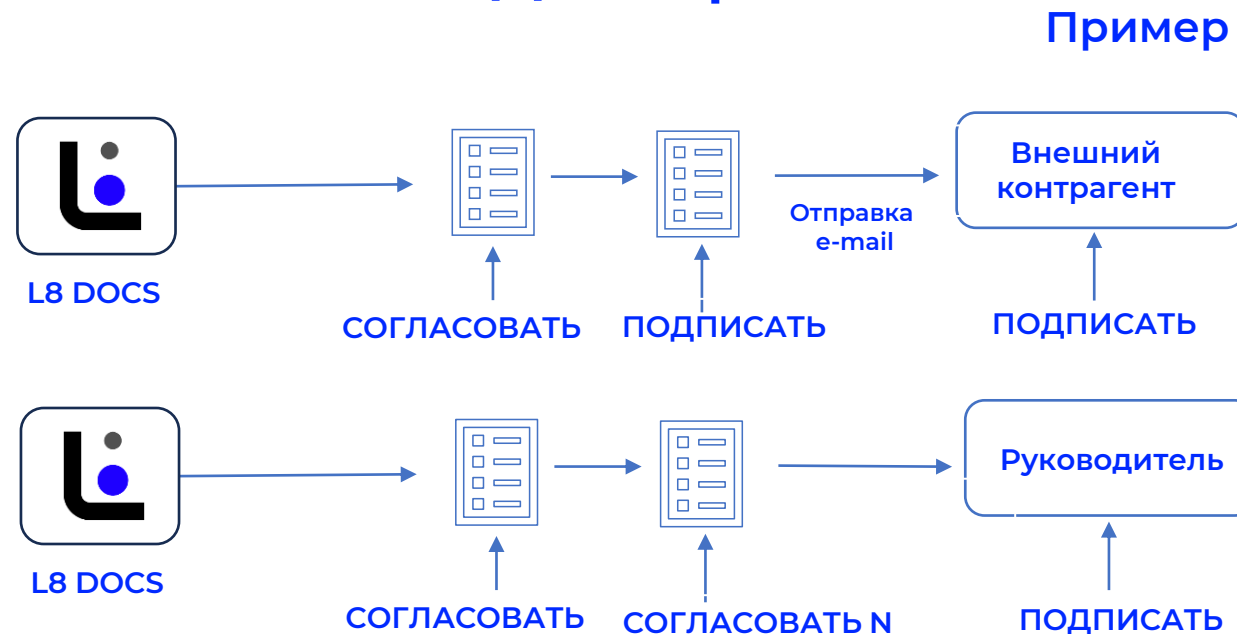 Пример
Внешний
контрагент
Отправка
e-mail
L8 DOCS
СОГЛАСОВАТЬ
ПОДПИСАТЬ
ПОДПИСАТЬ
Руководитель
L8 DOCS
СОГЛАСОВАТЬ
СОГЛАСОВАТЬ N
ПОДПИСАТЬ